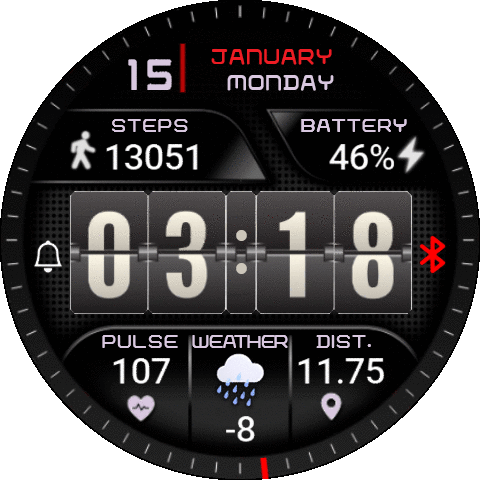 15 JANUARY
MONDAY
STEPS
13051
BATTERY
46%
03:18
PULSE
107
WEATHER
-8
DIST.
11.75